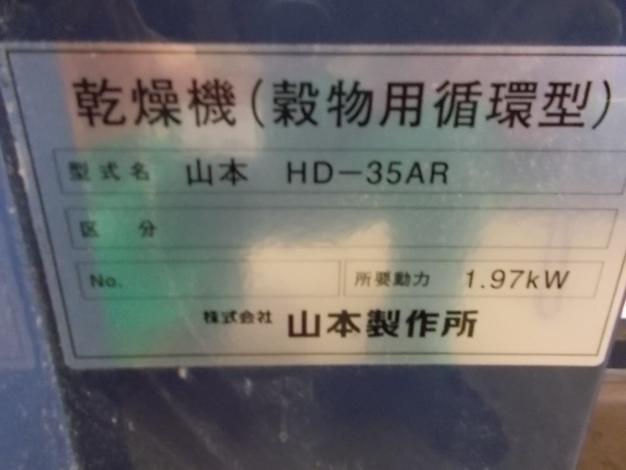 乾燥機(穀物用循環型)
型式名 山本 HD-35AR
区分
No. 所要動力 1.97kW
株式会社 山本製作所